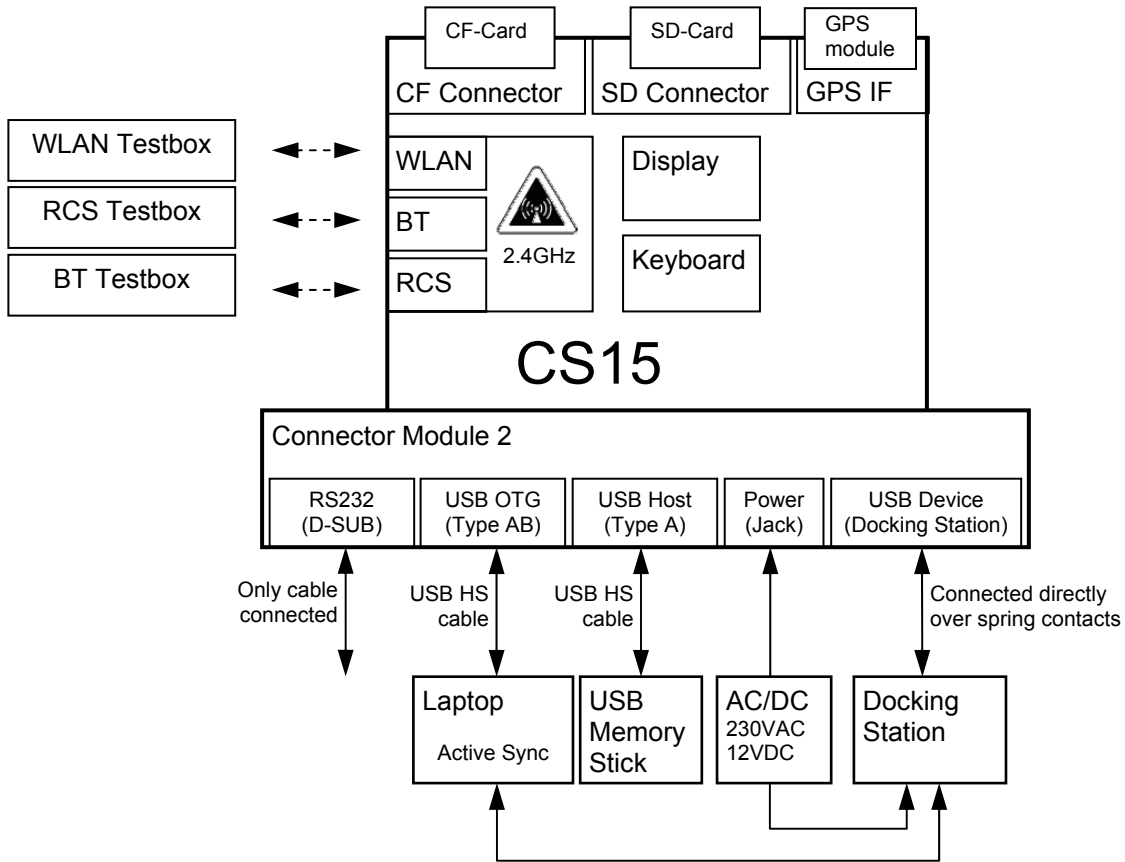 CF-Card
SD-Card
GPS
module
CF Connector
SD Connector
GPS IF
WLAN Testbox
RCS Testbox
BT Testbox
WLAN
BT
RCS
2.4GHz
Display
Keyboard
CS15
Connector Module 2
RS232
(D-SUB)
USB OTG
(Type AB)
USB Host
(Type A)
Power
(Jack)
USB Device
(Docking Station)
Only cable
connected
USB HS
cable
USB HS
cable
Connected directly
over spring contacts
Laptop
Active Sync
USB
Memory
Stick
AC/DC
230VAC
12VDC
Docking
Station